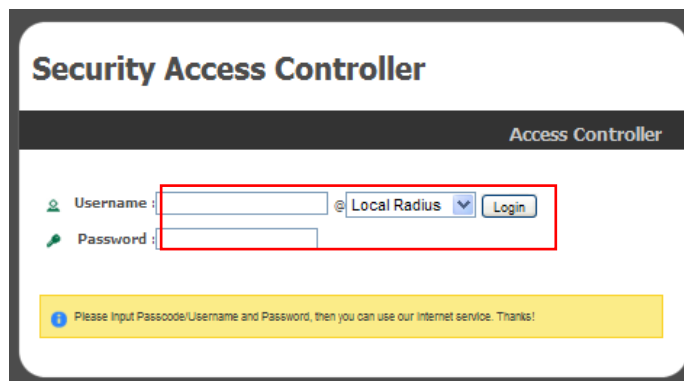 Security Access Controller
Access Controller
Username : @ Local Radius Login
Password :
Please Input Passcode/Username and Password, then you can use our Internet service. Thanks!